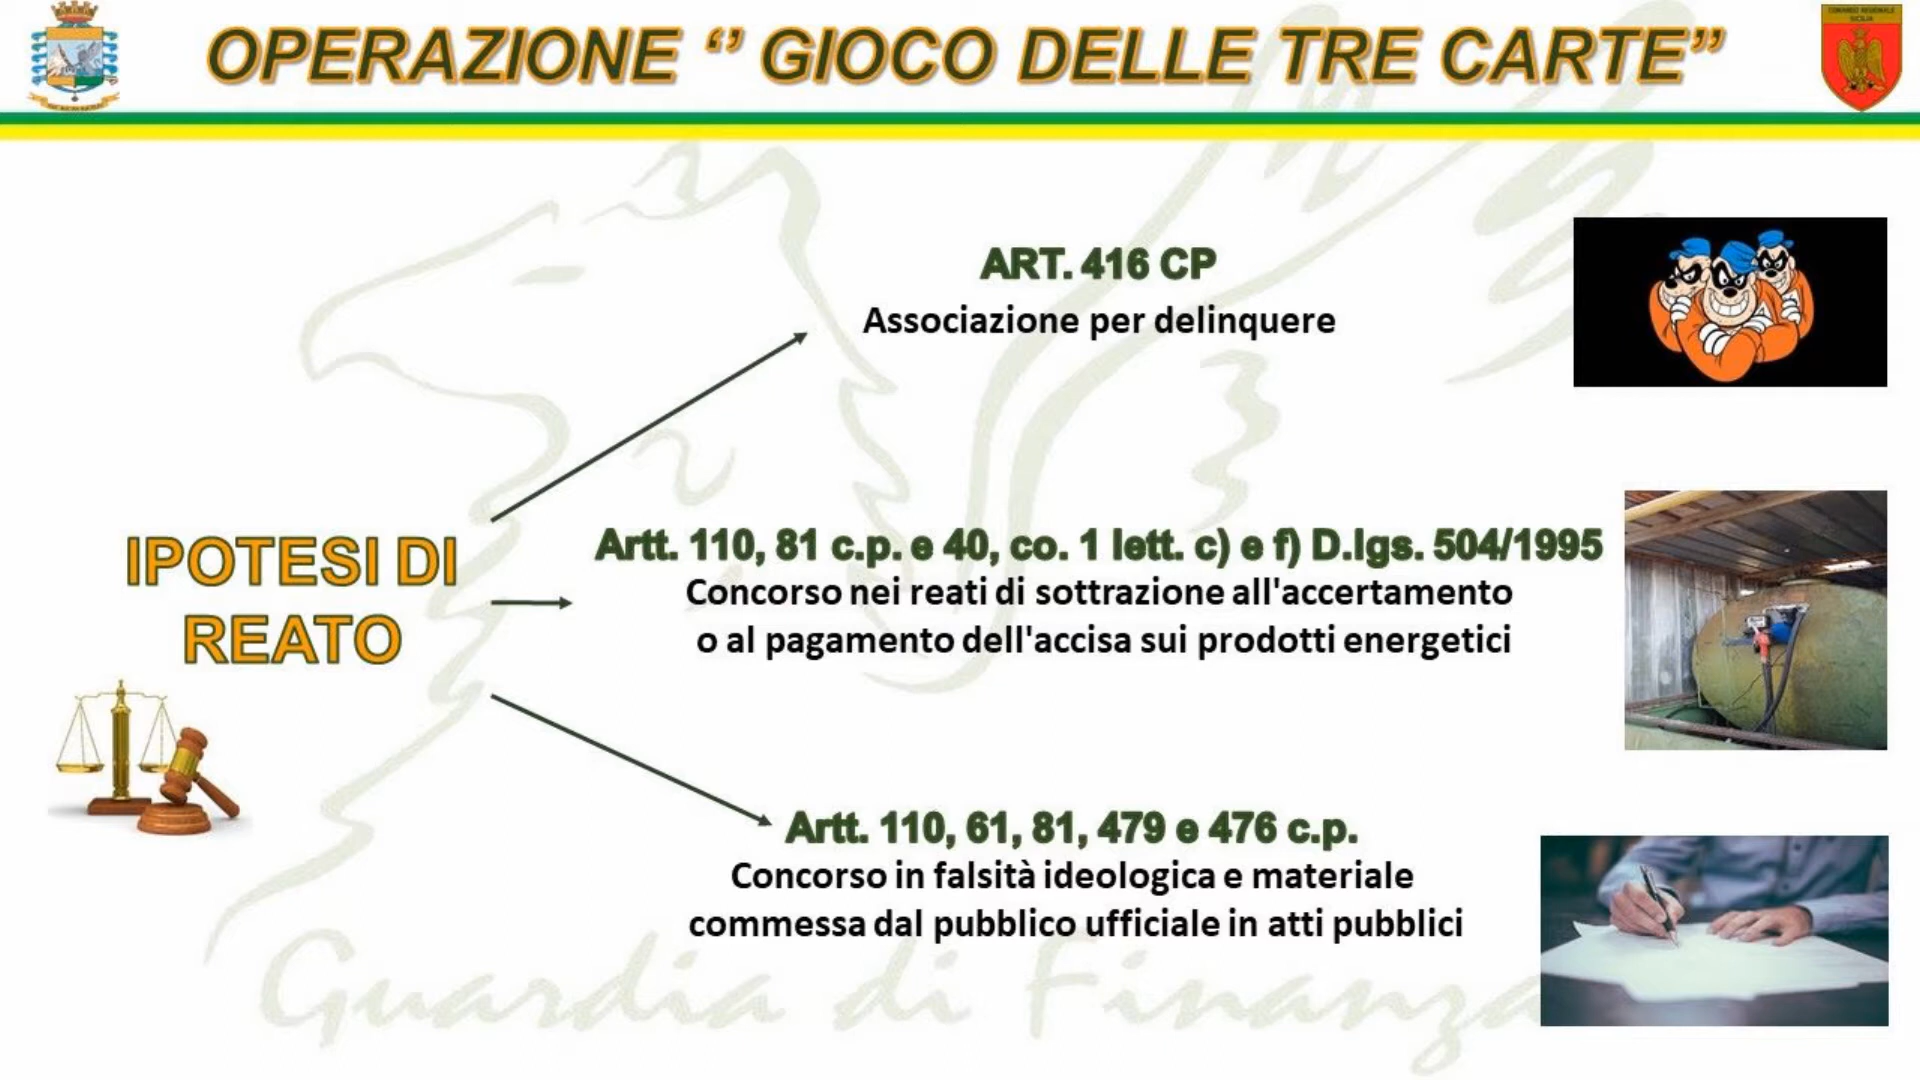 OPERAZIONE ‘’ GIOCO DELLE TRE CARTE’’
COMANDO REGIONALE
SICILIA
ART. 416 CP
Associazione per delinquere
IPOTESI DI
REATO
Artt. 110, 81 c.p. e 40, co. 1 lett. c) e f) D.lgs. 504/1995
Concorso nei reati di sottrazione all'accertamento
o al pagamento dell'accisa sui prodotti energetici
Artt. 110, 61, 81, 479 e 476 c.p.
Concorso in falsità ideologica e materiale
commessa dal pubblico ufficiale in atti pubblici
Guardia di Finanza